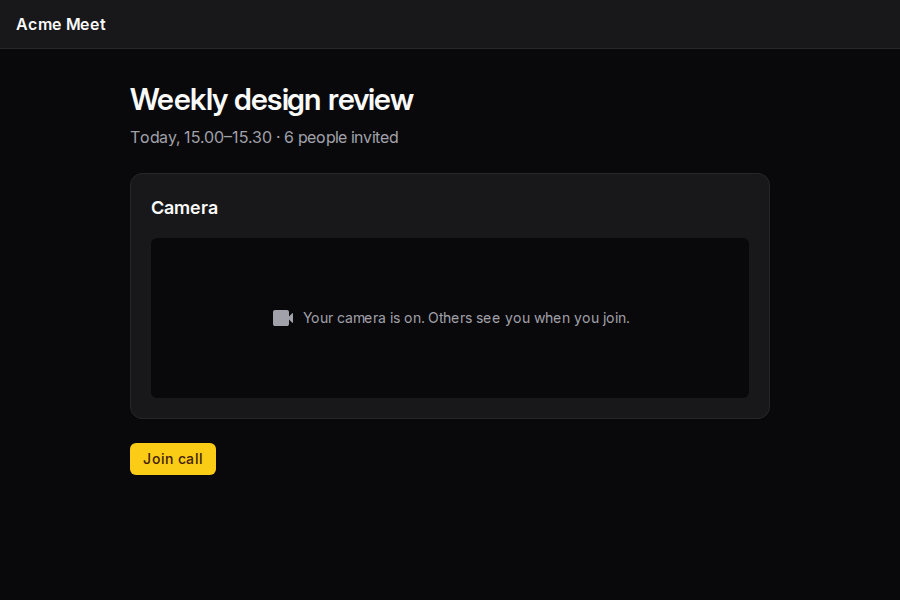 Acme Meet
Weekly design review
Today, 15.00–15.30 · 6 people invited
Camera
Your camera is on. Others see you when you join.
Join call